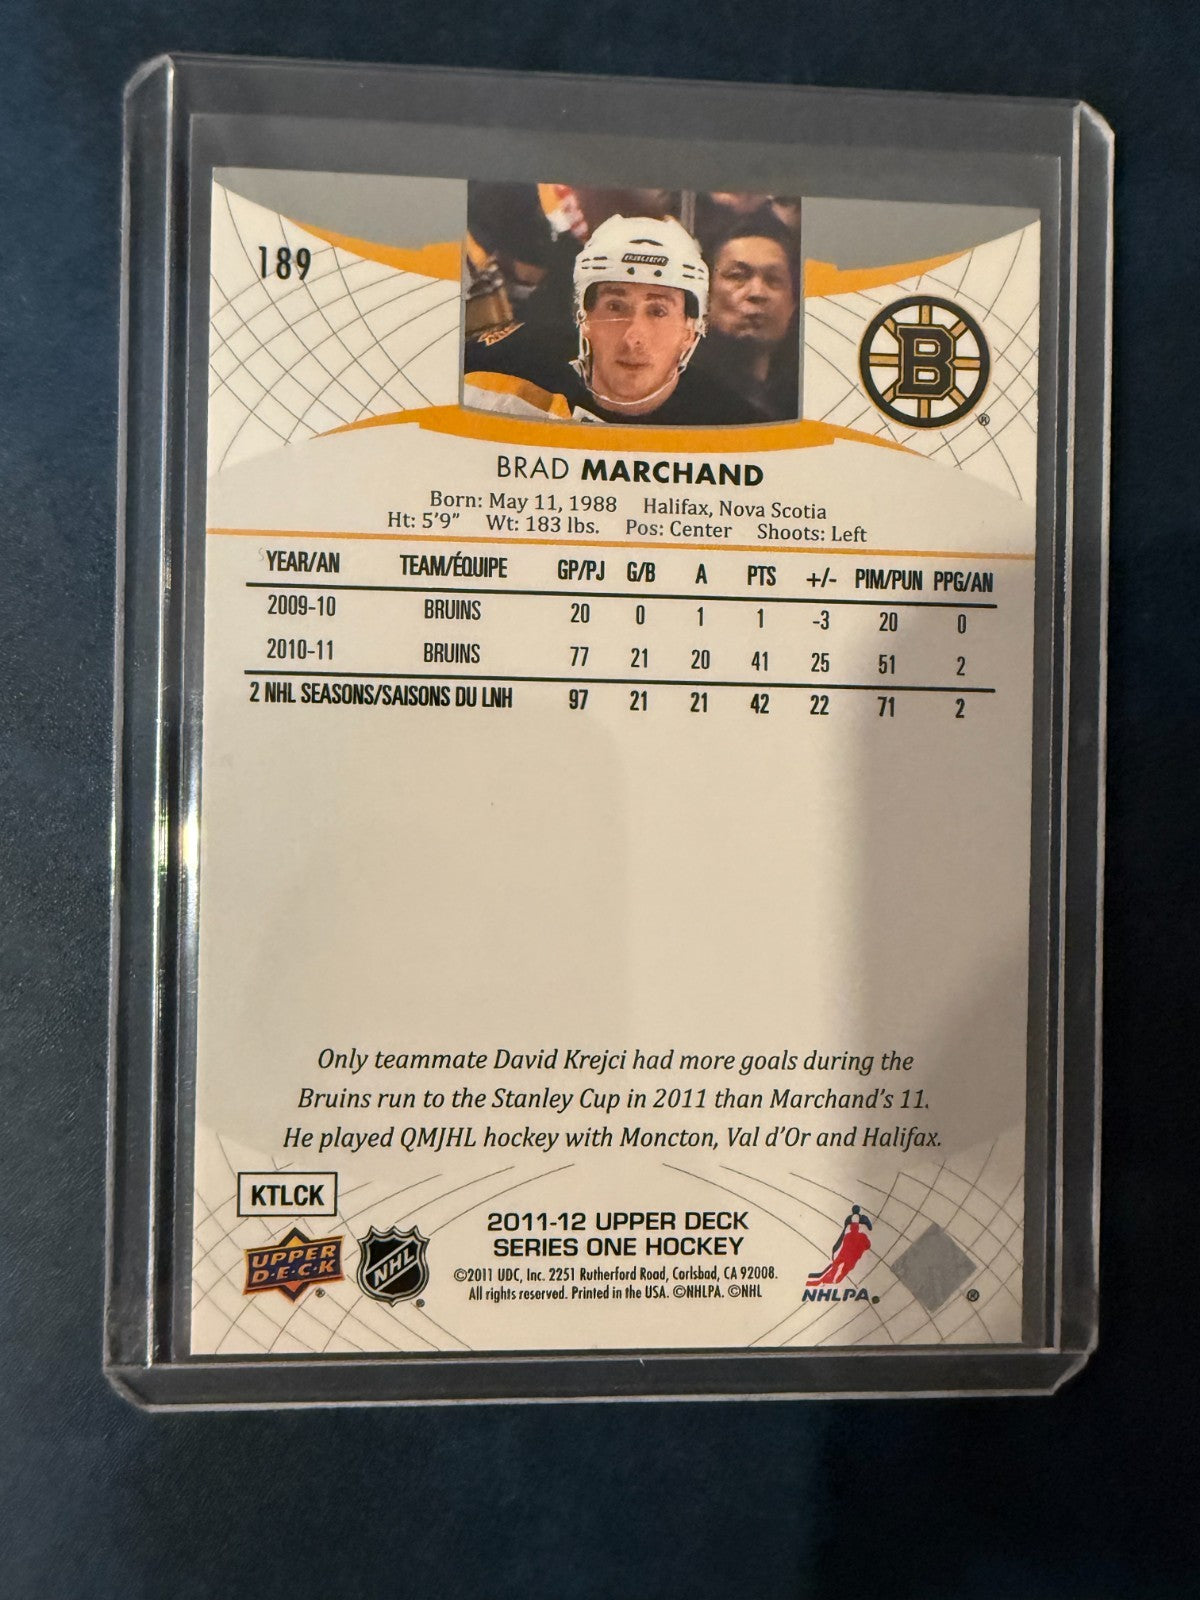 189
BAUER
B
®
BRAD MARCHAND
Born: May 11, 1988 Halifax, Nova Scotia
Ht: 5'9" Wt: 183 lbs. Pos: Center Shoots: Left
YEAR/AN TEAM/ÉQUIPE GP/PJ G/B A PTS +/- PIM/PUN PPG/AN
2009-10 BRUINS 20 0 1 1 -3 20 0
2010-11 BRUINS 77 21 20 41 25 51 2
2 NHL SEASONS/SAISONS DU LNH 97 21 21 42 22 71 2
Only teammate David Krejci had more goals during the
Bruins run to the Stanley Cup in 2011 than Marchand's 11.
He played QMJHL hockey with Moncton, Val d'Or and Halifax.
KTLCK
UPPER
D·E·C·K ®
NHL ®
2011-12 UPPER DECK
SERIES ONE HOCKEY
©2011 UDC, Inc. 2251 Rutherford Road, Carlsbad, CA 92008.
All rights reserved. Printed in the USA. ©NHLPA. ©NHL
NHLPA®
®